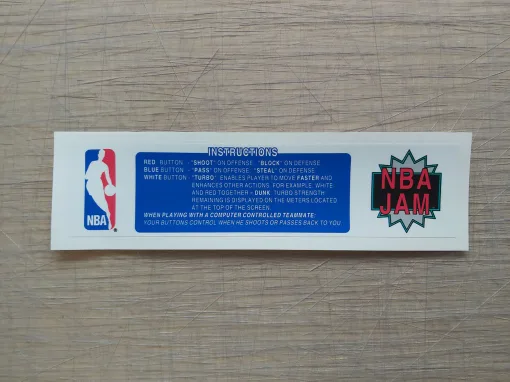 INSTRUCTIONS
RED BUTTON - "SHOOT" ON OFFENSE. "BLOCK" ON DEFENSE
BLUE BUTTON - "PASS" ON OFFENSE. "STEAL" ON DEFENSE
WHITE BUTTON - "TURBO". ENABLES PLAYER TO MOVE FASTER AND
ENHANCES OTHER ACTIONS. FOR EXAMPLE, WHITE
AND RED TOGETHER = DUNK. TURBO STRENGTH
REMAINING IS DISPLAYED ON THE METERS LOCATED
AT THE TOP OF THE SCREEN.
WHEN PLAYING WITH A COMPUTER CONTROLLED TEAMMATE:
YOUR BUTTONS CONTROL WHEN HE SHOOTS OR PASSES BACK TO YOU
NBA
NBA
JAM